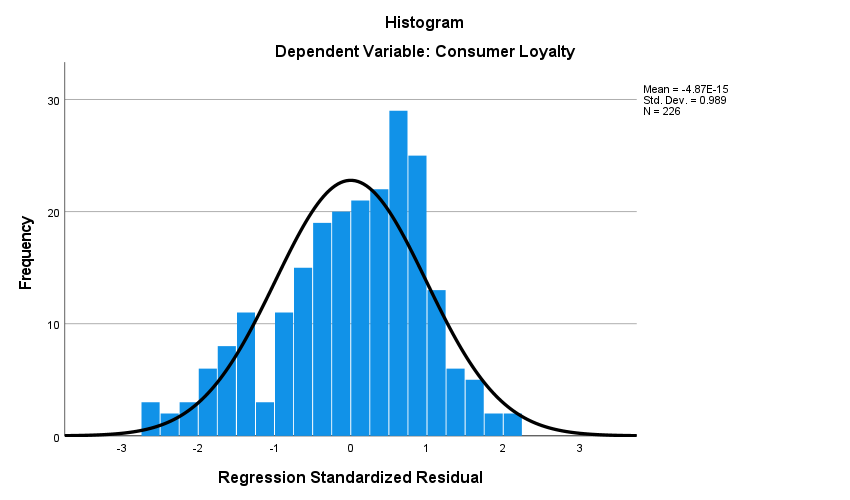 Histogram
Dependent Variable: Consumer Loyalty
Mean = -4.87E-15
Std. Dev. = 0.989
N = 226
Frequency
30
20
10
0
-3 -2 -1 0 1 2 3
Regression Standardized Residual